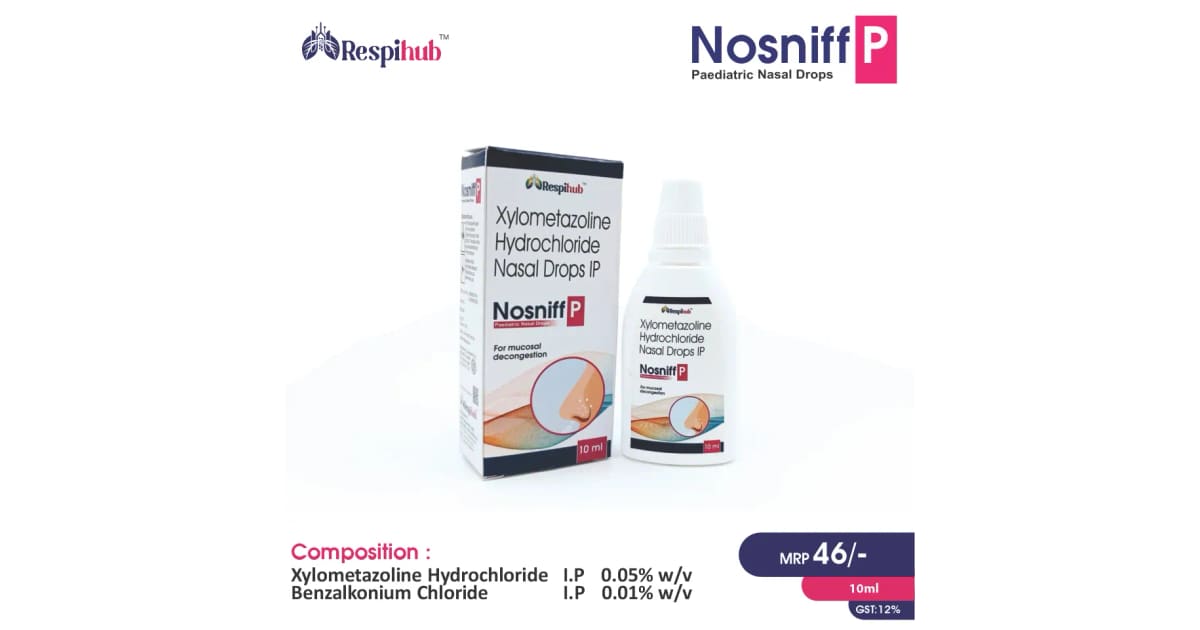 Respihub™
Nosniff P
Paediatric Nasal Drops
Nosniff P
Respihub™
Xylometazoline
Hydrochloride
Nasal Drops IP
Nosniff P
Paediatric Nasal Drops
For mucosal
decongestion
10 ml
Respihub
Xylometazoline
Hydrochloride
Nasal Drops IP
Nosniff P
For mucosal
decongestion
10 ml
Composition :
Xylometazoline Hydrochloride I.P 0.05% w/v
Benzalkonium Chloride I.P 0.01% w/v
MRP 46/-
10ml
GST:12%